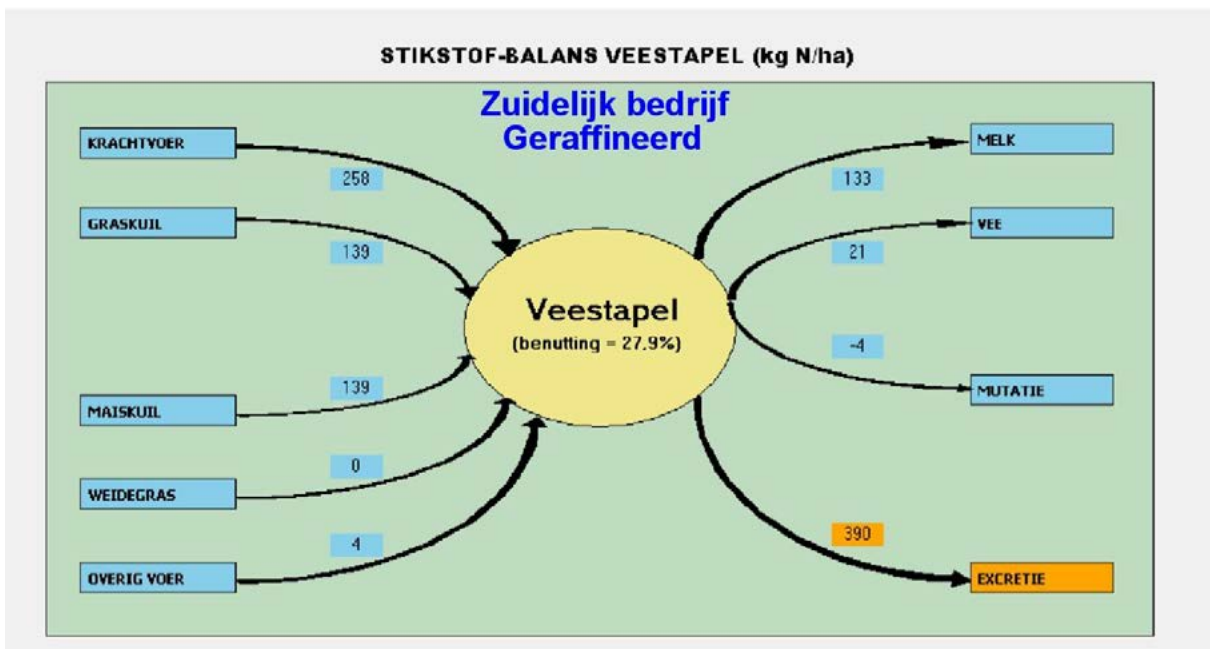 STIKSTOF-BALANS VEESTAPEL (kg N/ha)
Zuidelijk bedrijf
Geraffineerd
KRACHTVOER
258
GRASKUIL
139
MAISKUIL
139
WEIDEGRAS
0
OVERIG VOER
4
Veestapel
(benutting = 27.9%)
MELK
133
VEE
21
MUTATIE
-4
EXCRETIE
390